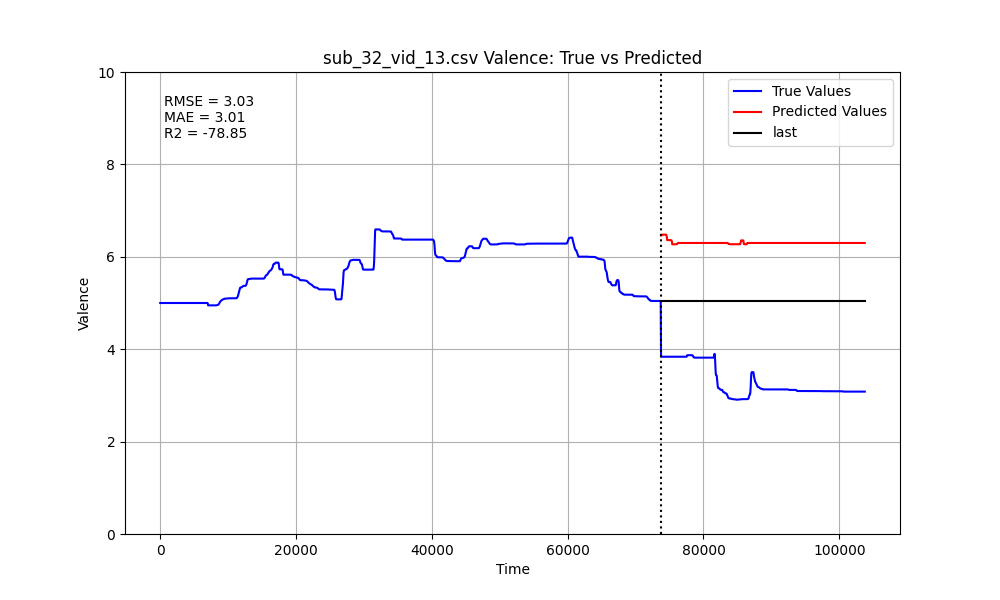 sub_32_vid_13.csv Valence: True vs Predicted
RMSE = 3.03
MAE = 3.01
R2 = -78.85
True Values
Predicted Values
last
Valence
10
8
6
4
2
0
0 20000 40000 60000 80000 100000
Time